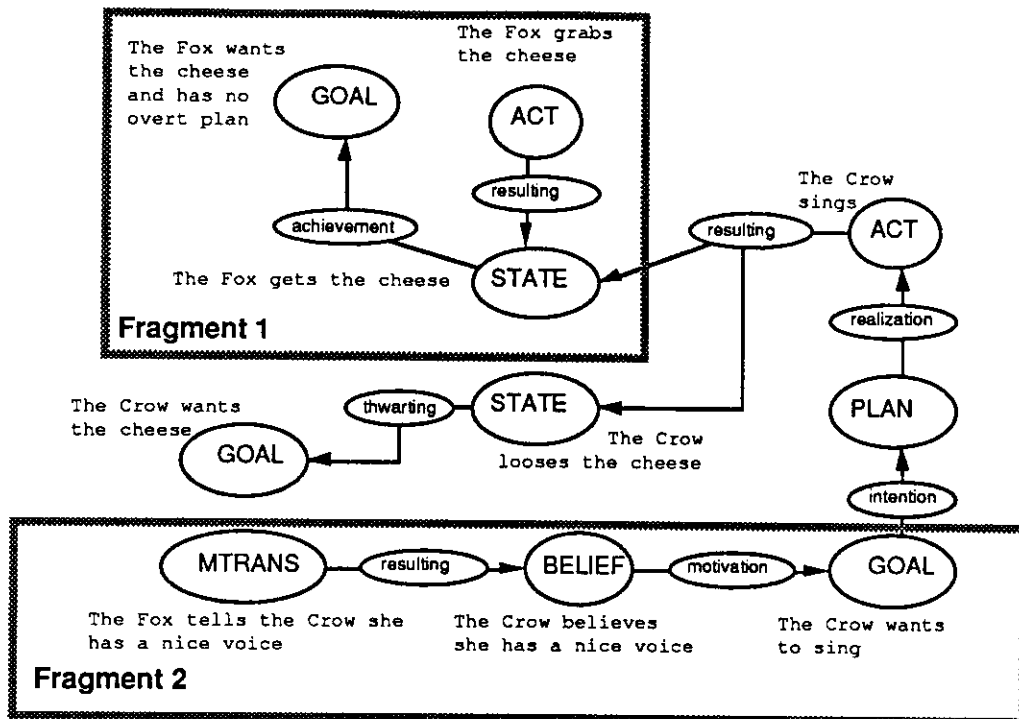 The Fox wants
the cheese
and has no
overt plan
GOAL
The Fox grabs
the cheese
ACT
resulting
achievement
The Fox gets the cheese
STATE
Fragment 1
The Crow
sings
resulting
ACT
realization
PLAN
intention
The Crow wants
the cheese
thwarting
STATE
GOAL
The Crow
looses the cheese
MTRANS
resulting
BELIEF
motivation
GOAL
The Fox tells the Crow she
has a nice voice
The Crow believes
she has a nice voice
The Crow wants
to sing
Fragment 2